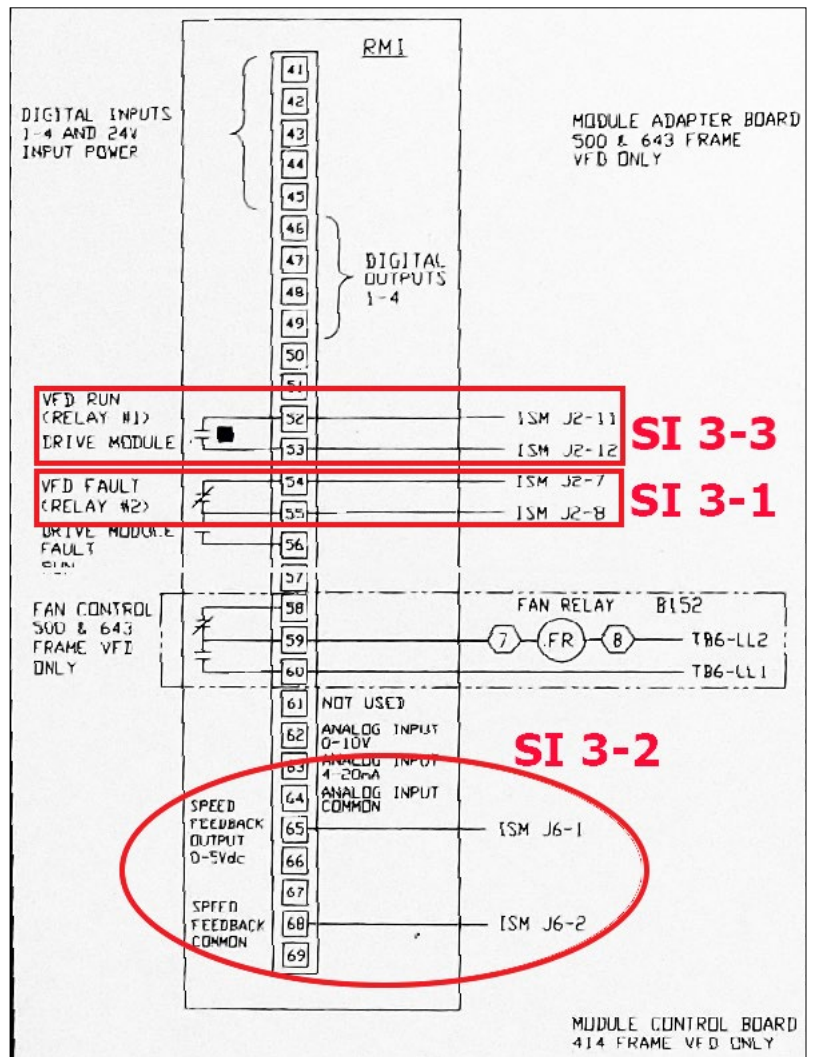 RMI
41
42
43
44
45
46
47
48
49
50
51
52
53
54
55
56
57
58
59
60
61
62
63
64
65
66
67
68
69
DIGITAL INPUTS
1-4 AND 24V
INPUT POWER
MODULE ADAPTER BOARD
500 & 643 FRAME
VFD ONLY
DIGITAL
OUTPUTS
1-4
VFD RUN
(RELAY #1)
DRIVE MODULE
ISM J2-11
ISM J2-12
SI 3-3
VFD FAULT
(RELAY #2)
DRIVE MODULE
FAULT
ISM J2-7
ISM J2-8
SI 3-1
FAN CONTROL
500 & 643
FRAME VFD
ONLY
FAN RELAY B152
7 FR 8 TB6-LL2
TB6-LL1
NOT USED
ANALOG INPUT
0-10V
ANALOG INPUT
4-20mA
ANALOG INPUT
COMMON
SI 3-2
SPEED
FEEDBACK
OUTPUT
0-5Vdc
ISM J6-1
SPEED
FEEDBACK
COMMON
ISM J6-2
MODULE CONTROL BOARD
414 FRAME VFD ONLY